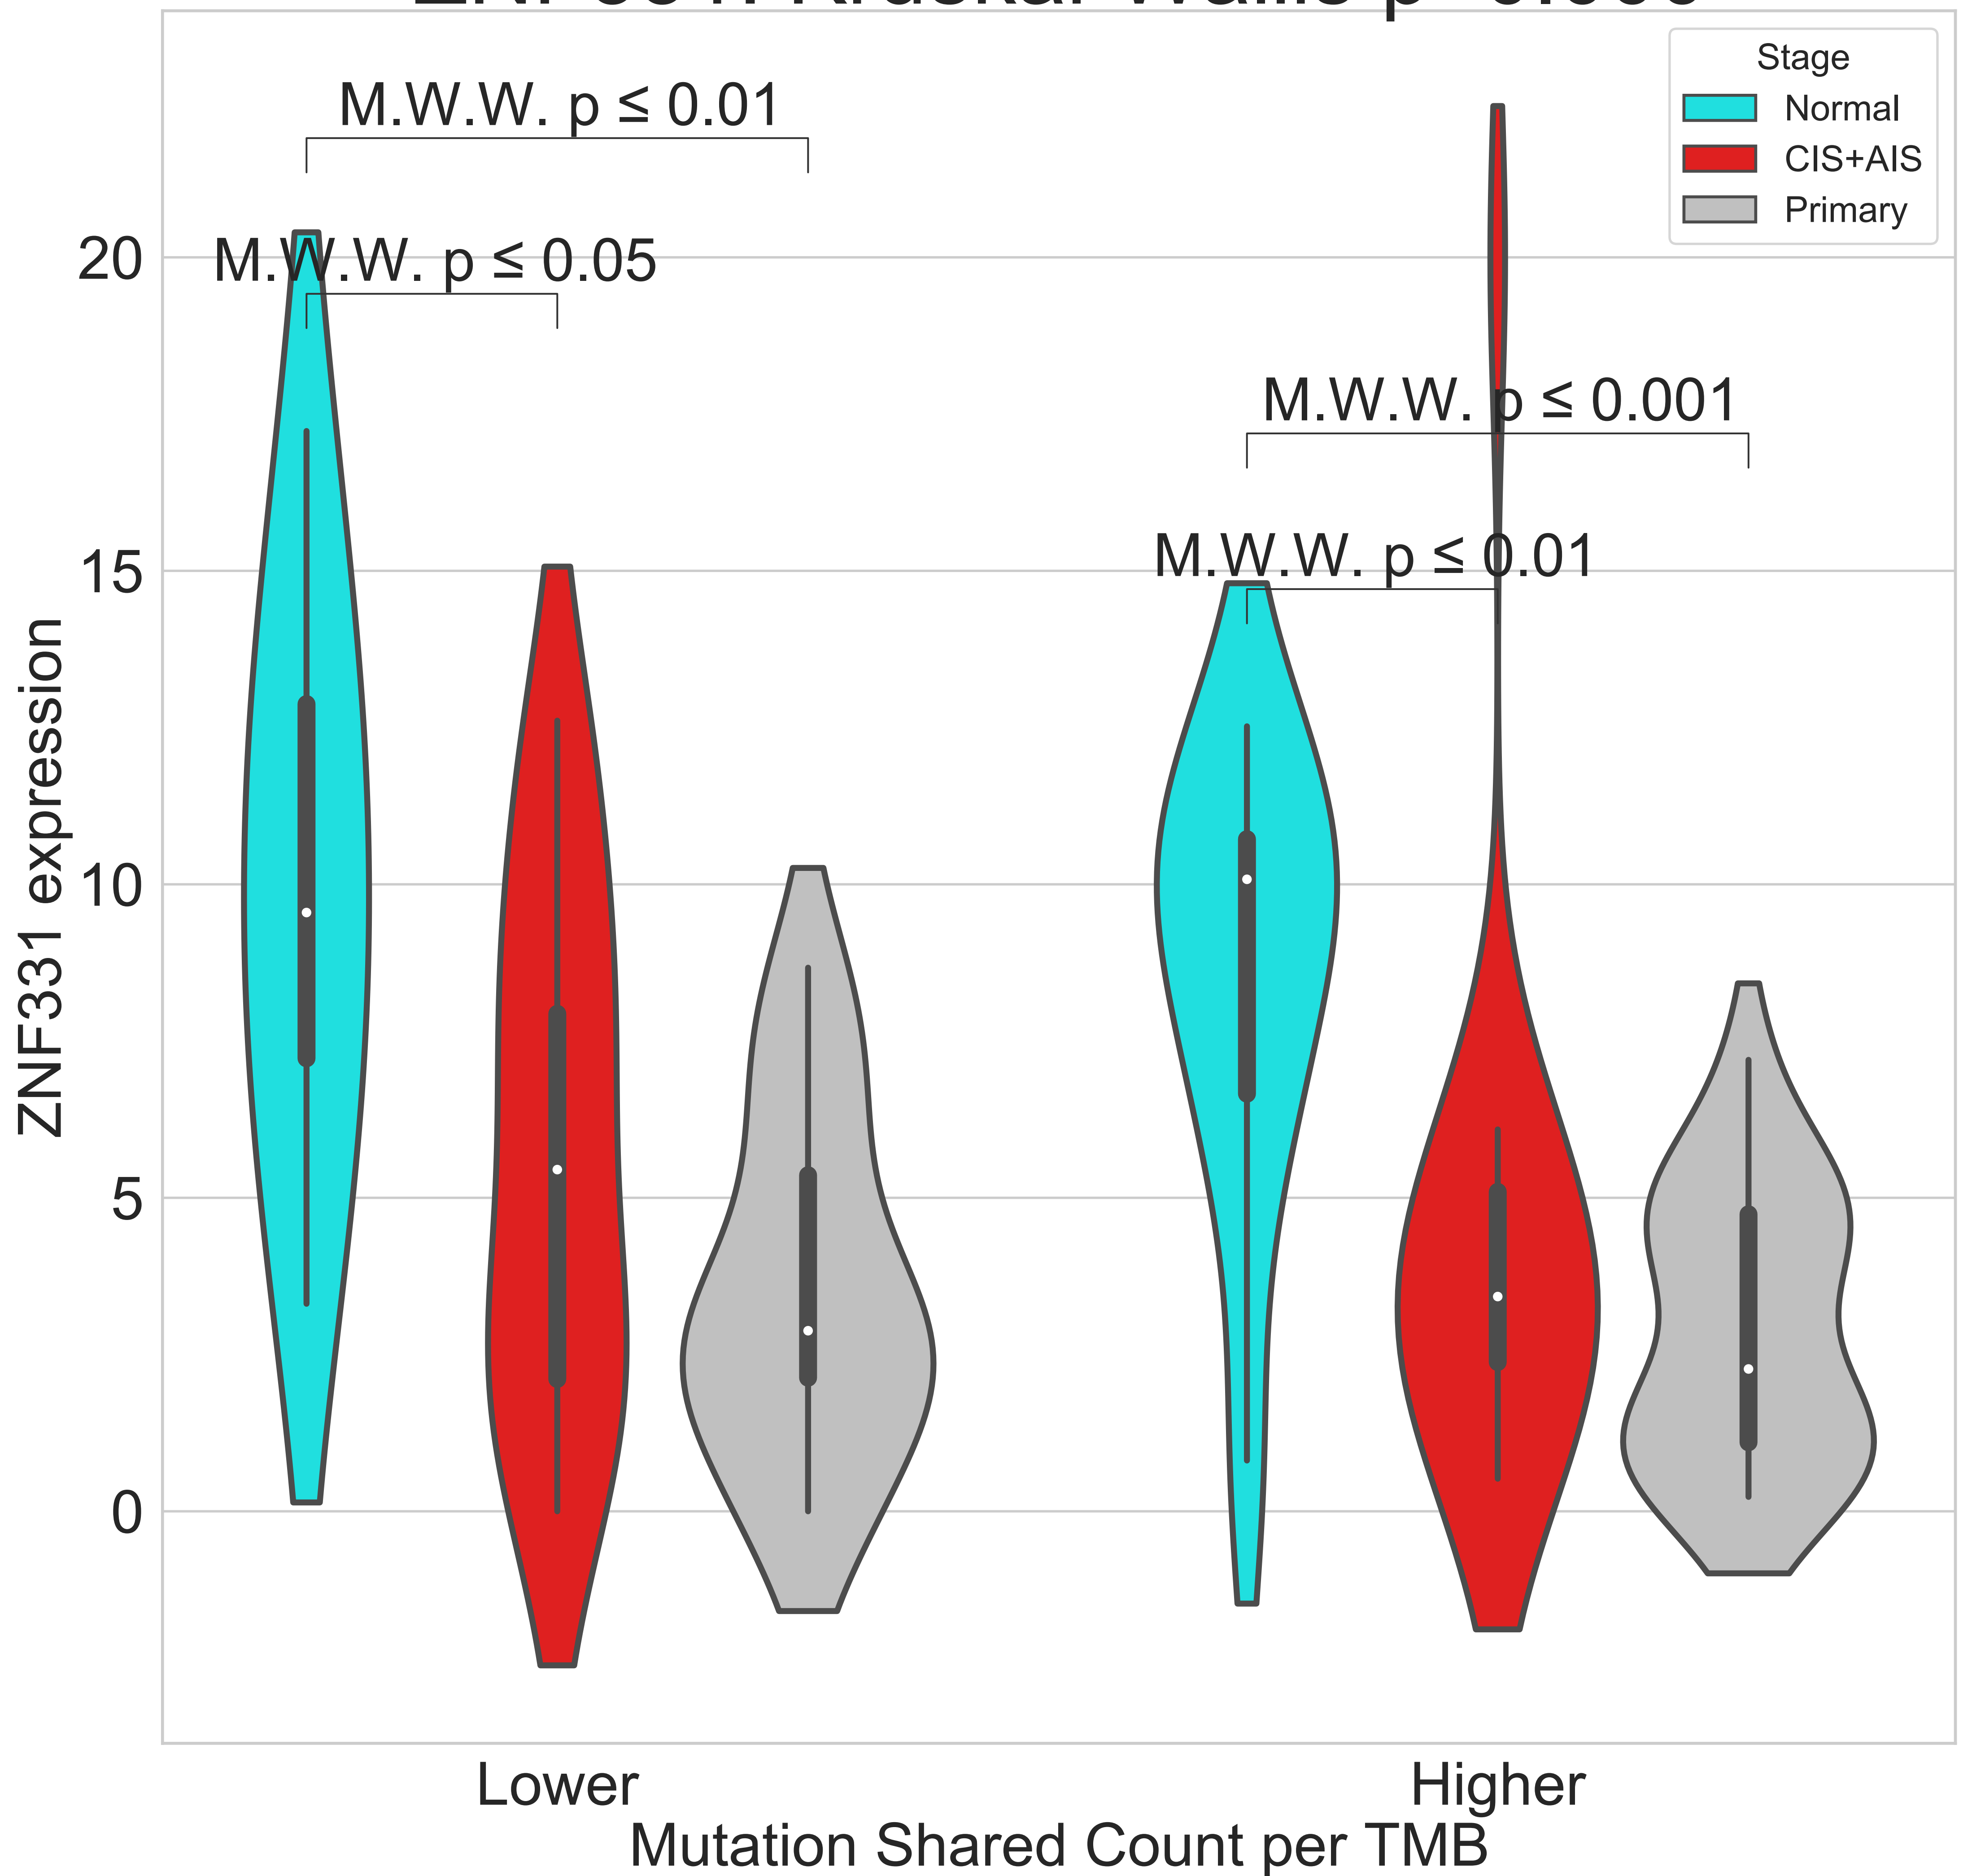 Stage
Normal
CIS+AIS
Primary
M.W.W. p ≤ 0.01
M.W.W. p ≤ 0.05
M.W.W. p ≤ 0.001
M.W.W. p ≤ 0.01
20
15
10
5
0
ZNF331 expression
Lower
Higher
Mutation Shared Count per TMB